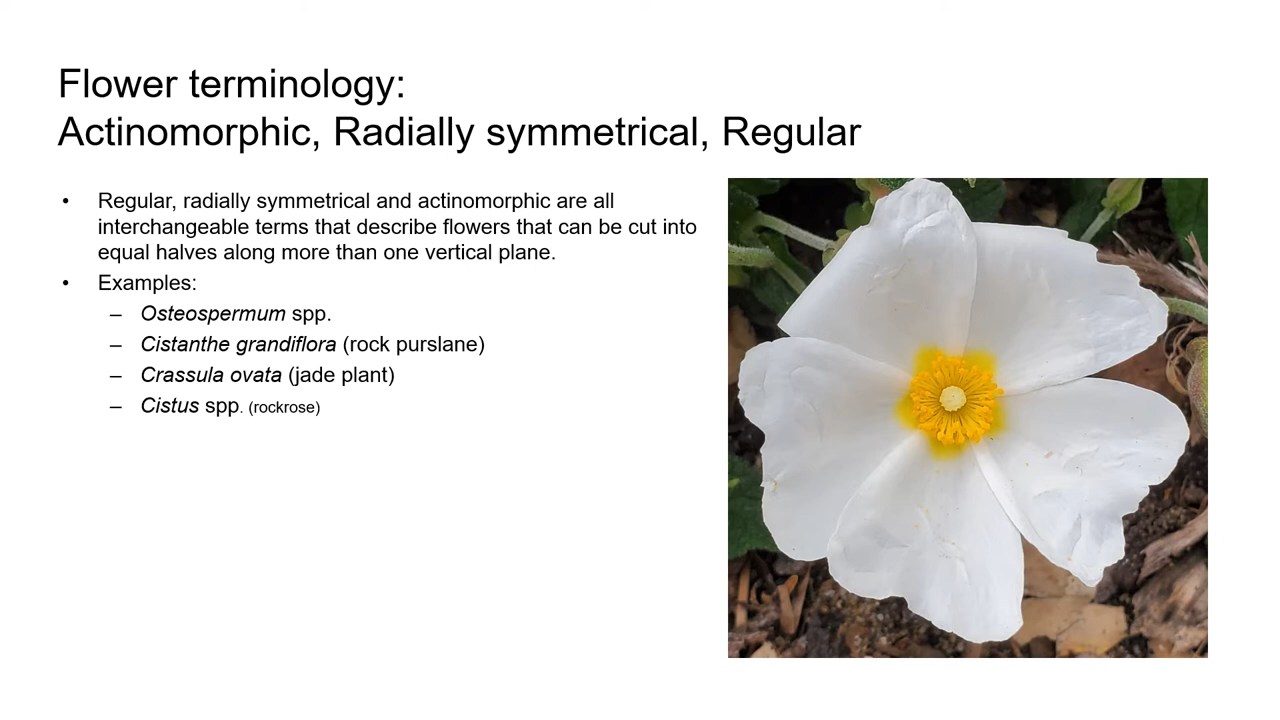 Flower terminology:
Actinomorphic, Radially symmetrical, Regular
• Regular, radially symmetrical and actinomorphic are all
interchangeable terms that describe flowers that can be cut into
equal halves along more than one vertical plane.
• Examples:
– Osteospermum spp.
– Cistanthe grandiflora (rock purslane)
– Crassula ovata (jade plant)
– Cistus spp. (rockrose)